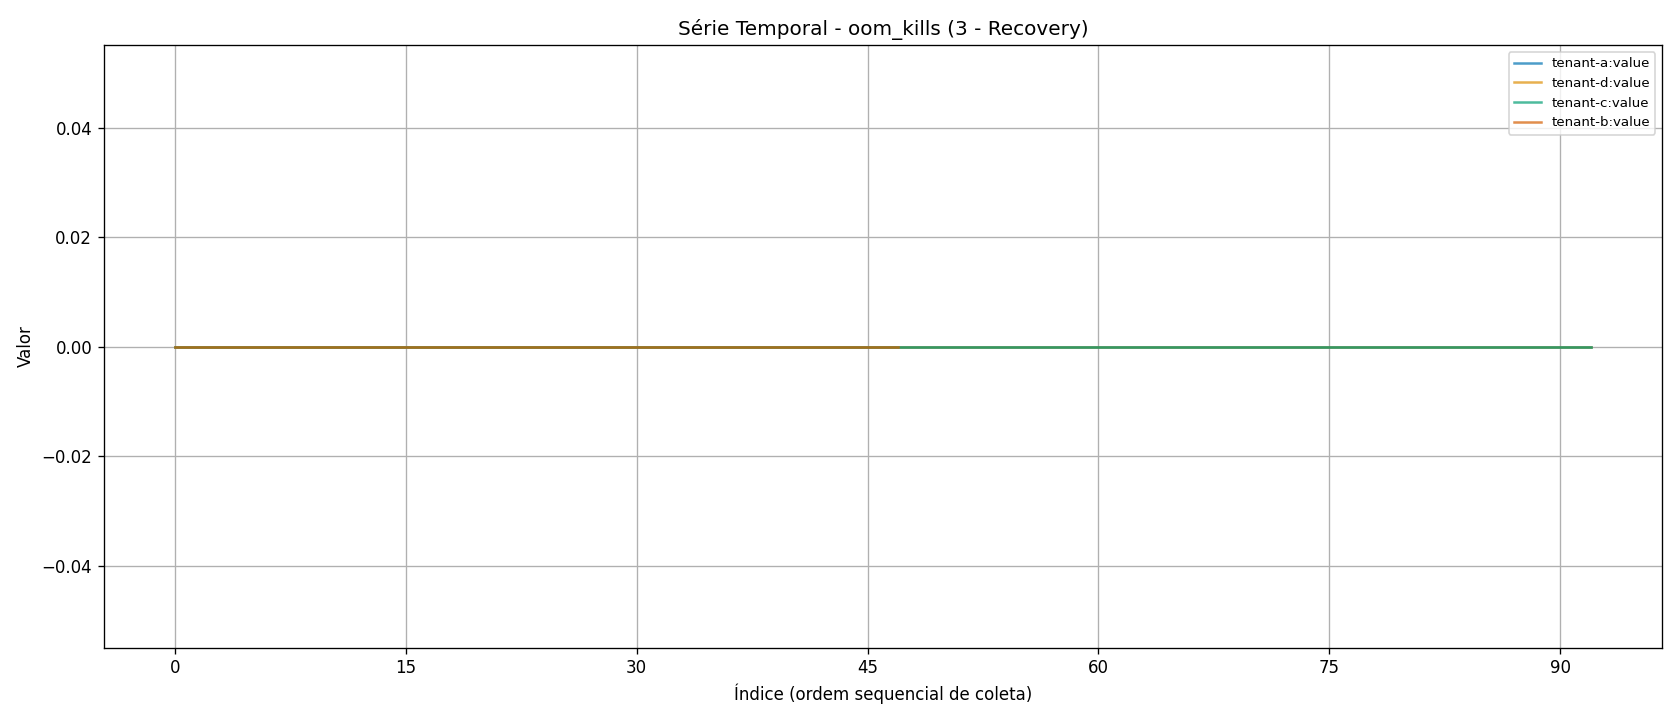 Série Temporal - oom_kills (3 - Recovery)
tenant-a:value
tenant-d:value
tenant-c:value
tenant-b:value
Valor
0.04
0.02
0.00
−0.02
−0.04
0 15 30 45 60 75 90
Índice (ordem sequencial de coleta)